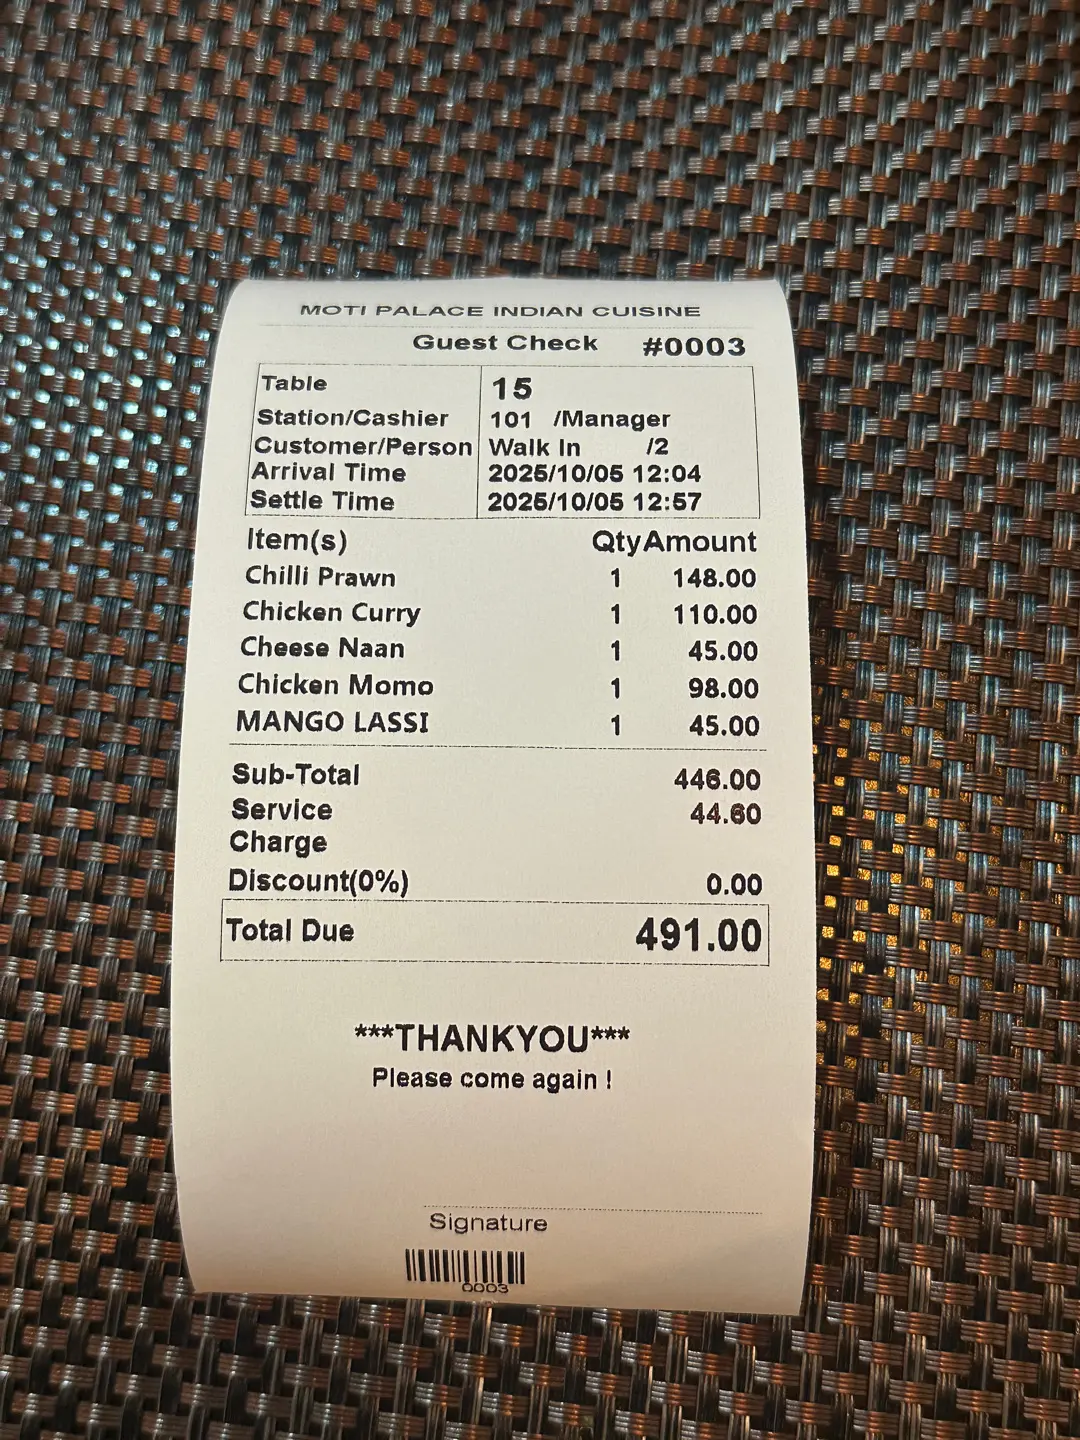 MOTI PALACE INDIAN CUISINE
Guest Check #0003
Table 15
Station/Cashier 101 /Manager
Customer/Person Walk In /2
Arrival Time 2025/10/05 12:04
Settle Time 2025/10/05 12:57
Item(s) Qty Amount
Chilli Prawn 1 148.00
Chicken Curry 1 110.00
Cheese Naan 1 45.00
Chicken Momo 1 98.00
MANGO LASSI 1 45.00
Sub-Total 446.00
Service 44.60
Charge
Discount(0%) 0.00
Total Due 491.00
***THANKYOU***
Please come again !
Signature
0003